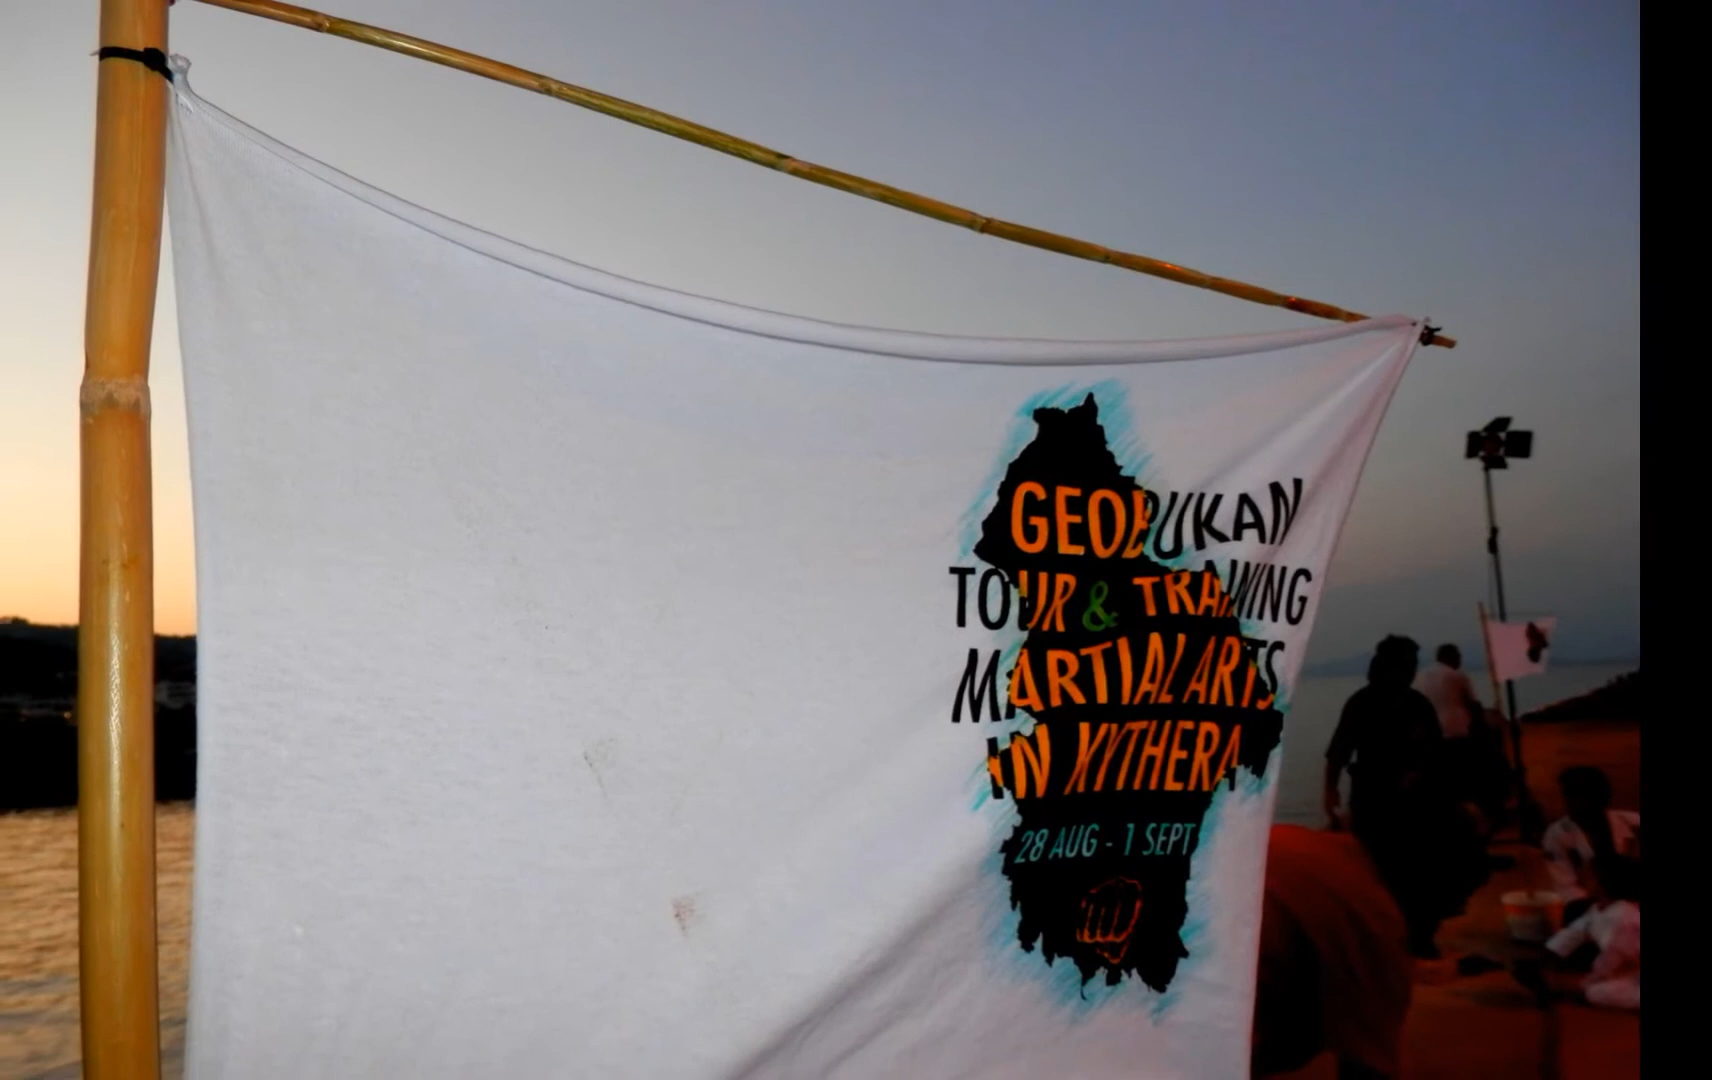 GEOBUKAN
TOUR & TRAINING
MARTIAL ARTS
IN KYTHERA
28 AUG - 1 SEPT